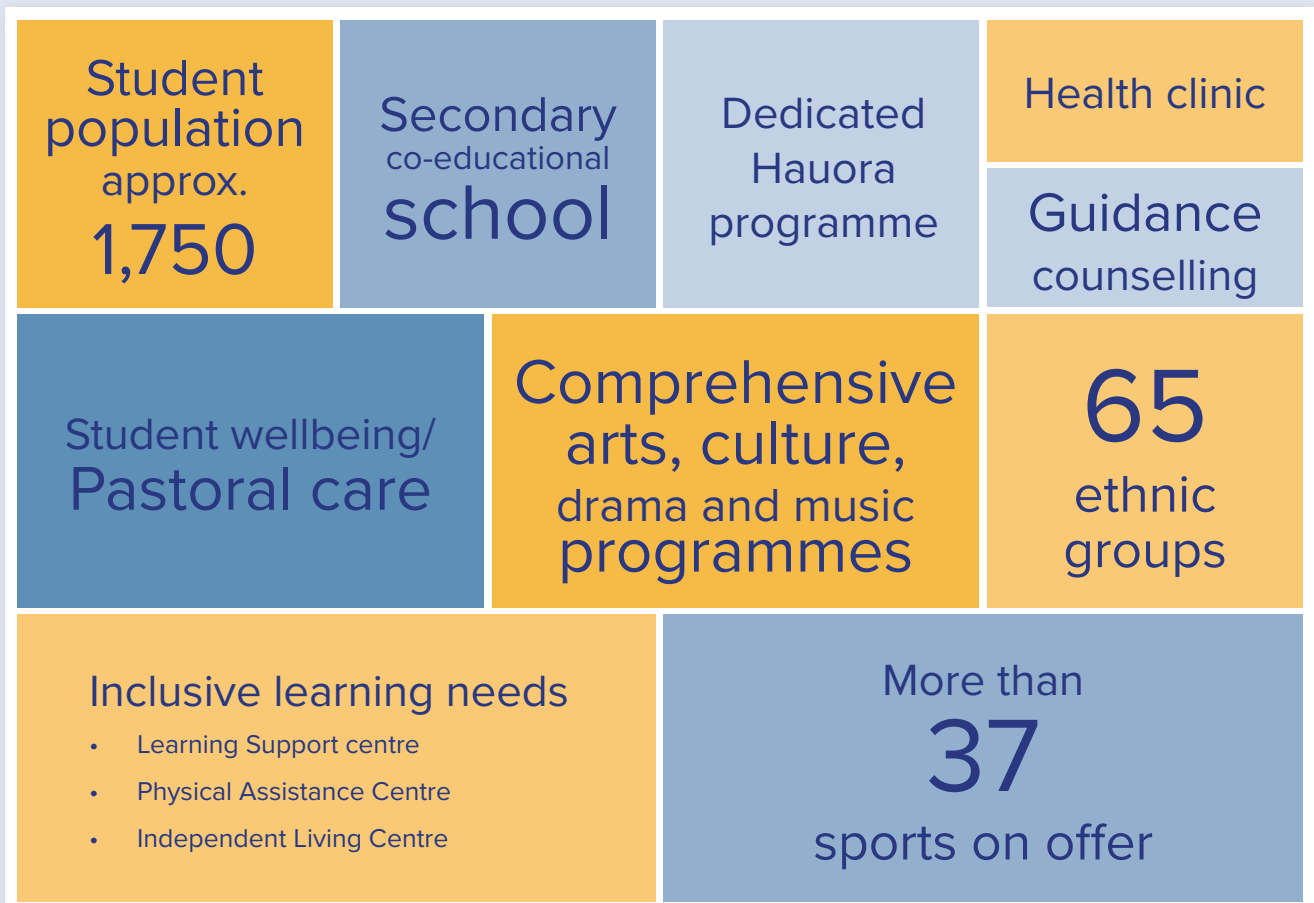 Student
population
approx.
1,750
Secondary
co-educational
school
Dedicated
Hauora
programme
Health clinic
Guidance
counselling
Student wellbeing/
Pastoral care
Comprehensive
arts, culture,
drama and music
programmes
65
ethnic
groups
Inclusive learning needs
• Learning Support centre
• Physical Assistance Centre
• Independent Living Centre
More than
37
sports on offer